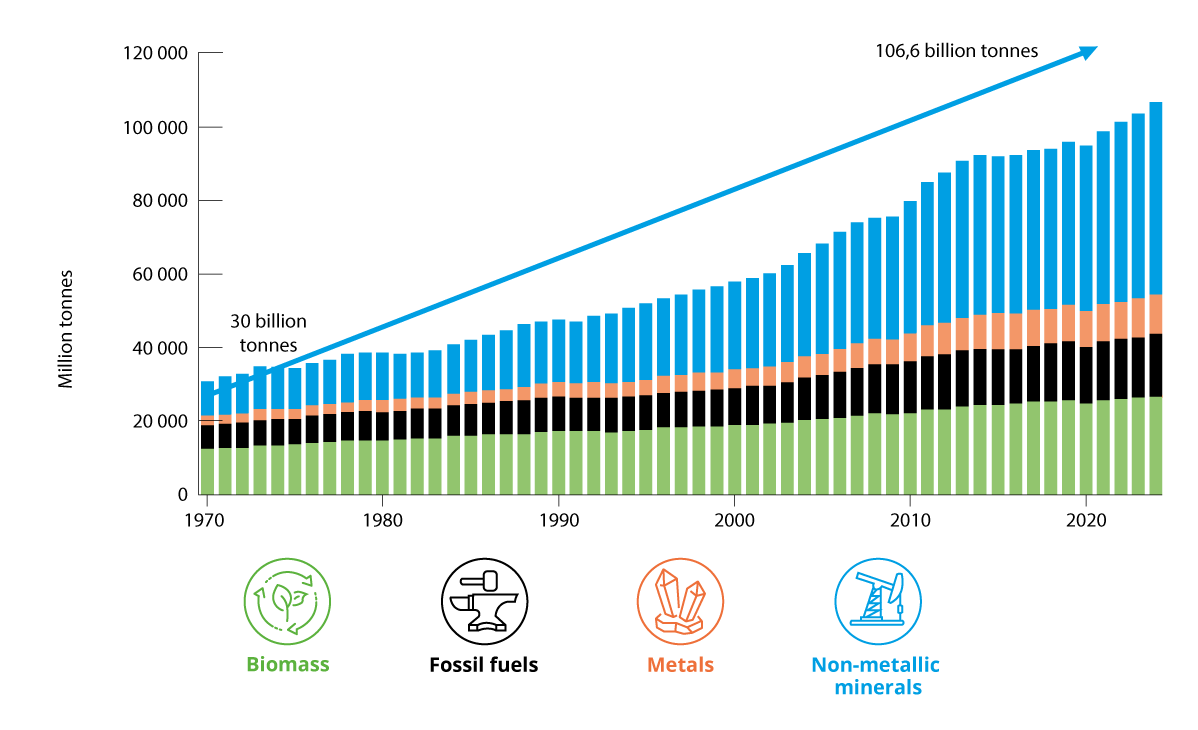 120 000
106,6 billion tonnes
100 000
80 000
60 000
Million tonnes
30 billion
tonnes
40 000
20 000
0
1970
1980
1990
2000
2010
2020
Biomass
Fossil fuels
Metals
Non-metallic
minerals